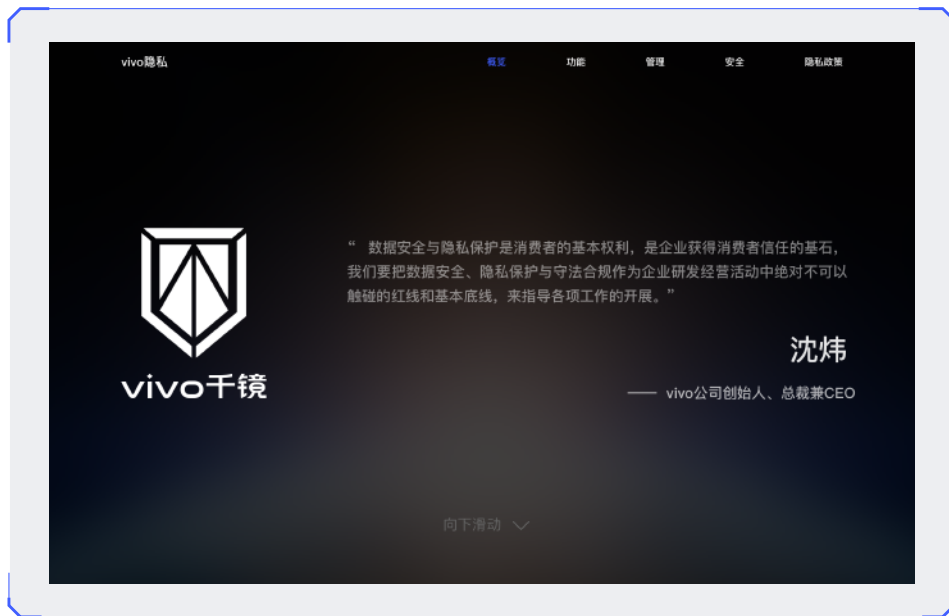 vivo隐私
概览
功能
管理
安全
隐私政策
“ 数据安全与隐私保护是消费者的基本权利，是企业获得消费者信任的基石，
我们要把数据安全、隐私保护与守法合规作为企业研发经营活动中绝对不可以
触碰的红线和基本底线，来指导各项工作的开展。”
vivo千镜
沈炜
—— vivo公司创始人、总裁兼CEO
向下滑动